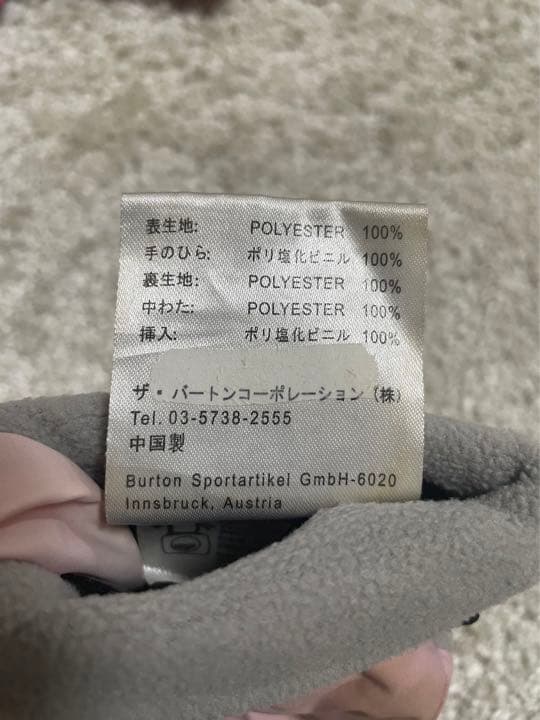 表生地: POLYESTER 100%
手のひら: ポリ塩化ビニル 100%
裏生地: POLYESTER 100%
中わた: POLYESTER 100%
挿入: ポリ塩化ビニル 100%
ザ・バートンコーポレーション（株）
Tel. 03-5738-2555
中国製
Burton Sportartikel GmbH-6020
Innsbruck, Austria